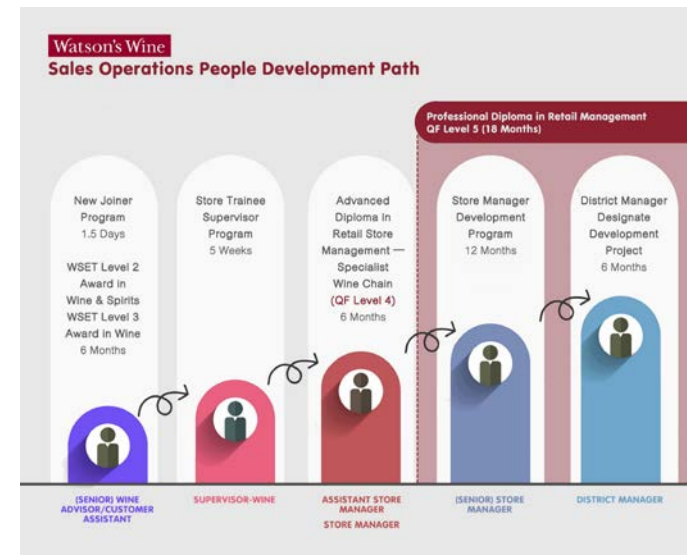 Watson's Wine
Sales Operations People Development Path
Professional Diploma in Retail Management
QF Level 5 (18 Months)
New Joiner
Program
1.5 Days
WSET Level 2
Award in
Wine & Spirits
WSET Level 3
Award in Wine
6 Months
Store Trainee
Supervisor
Program
5 Weeks
Advanced
Diploma In
Retail Store
Management —
Specialist
Wine Chain
(QF Level 4)
6 Months
Store Manager
Development
Program
12 Months
District Manager
Designate
Development
Project
6 Months
(SENIOR) WINE
ADVISOR/CUSTOMER
ASSISTANT
SUPERVISOR-WINE
ASSISTANT STORE
MANAGER
STORE MANAGER
(SENIOR) STORE
MANAGER
DISTRICT MANAGER